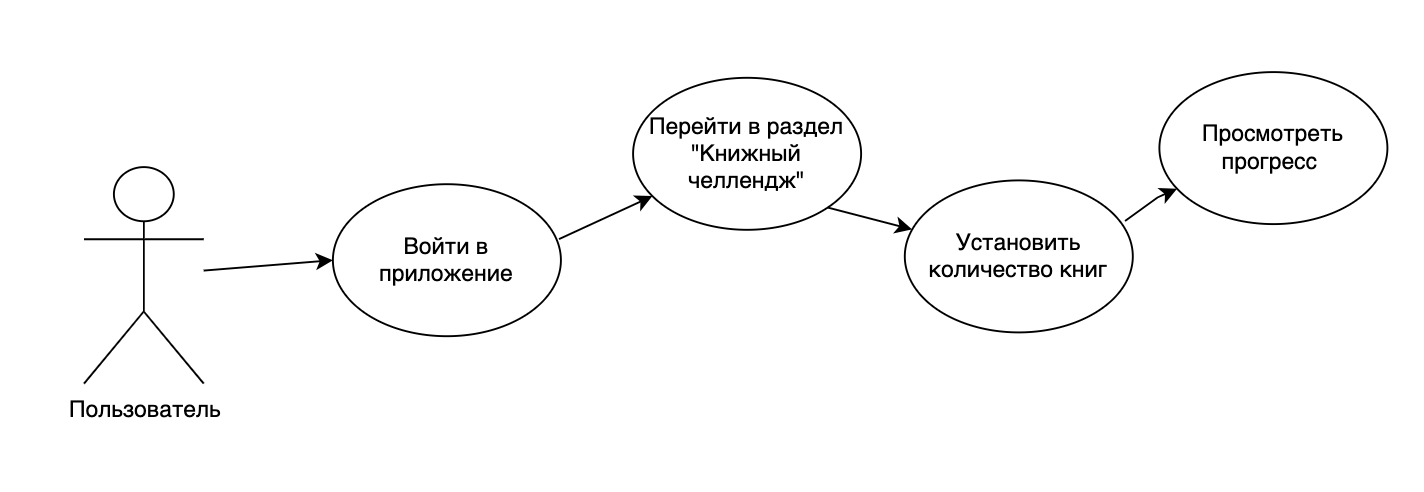 Пользователь
Войти в
приложение
Перейти в раздел
"Книжный
челлендж"
Установить
количество книг
Просмотреть
прогресс